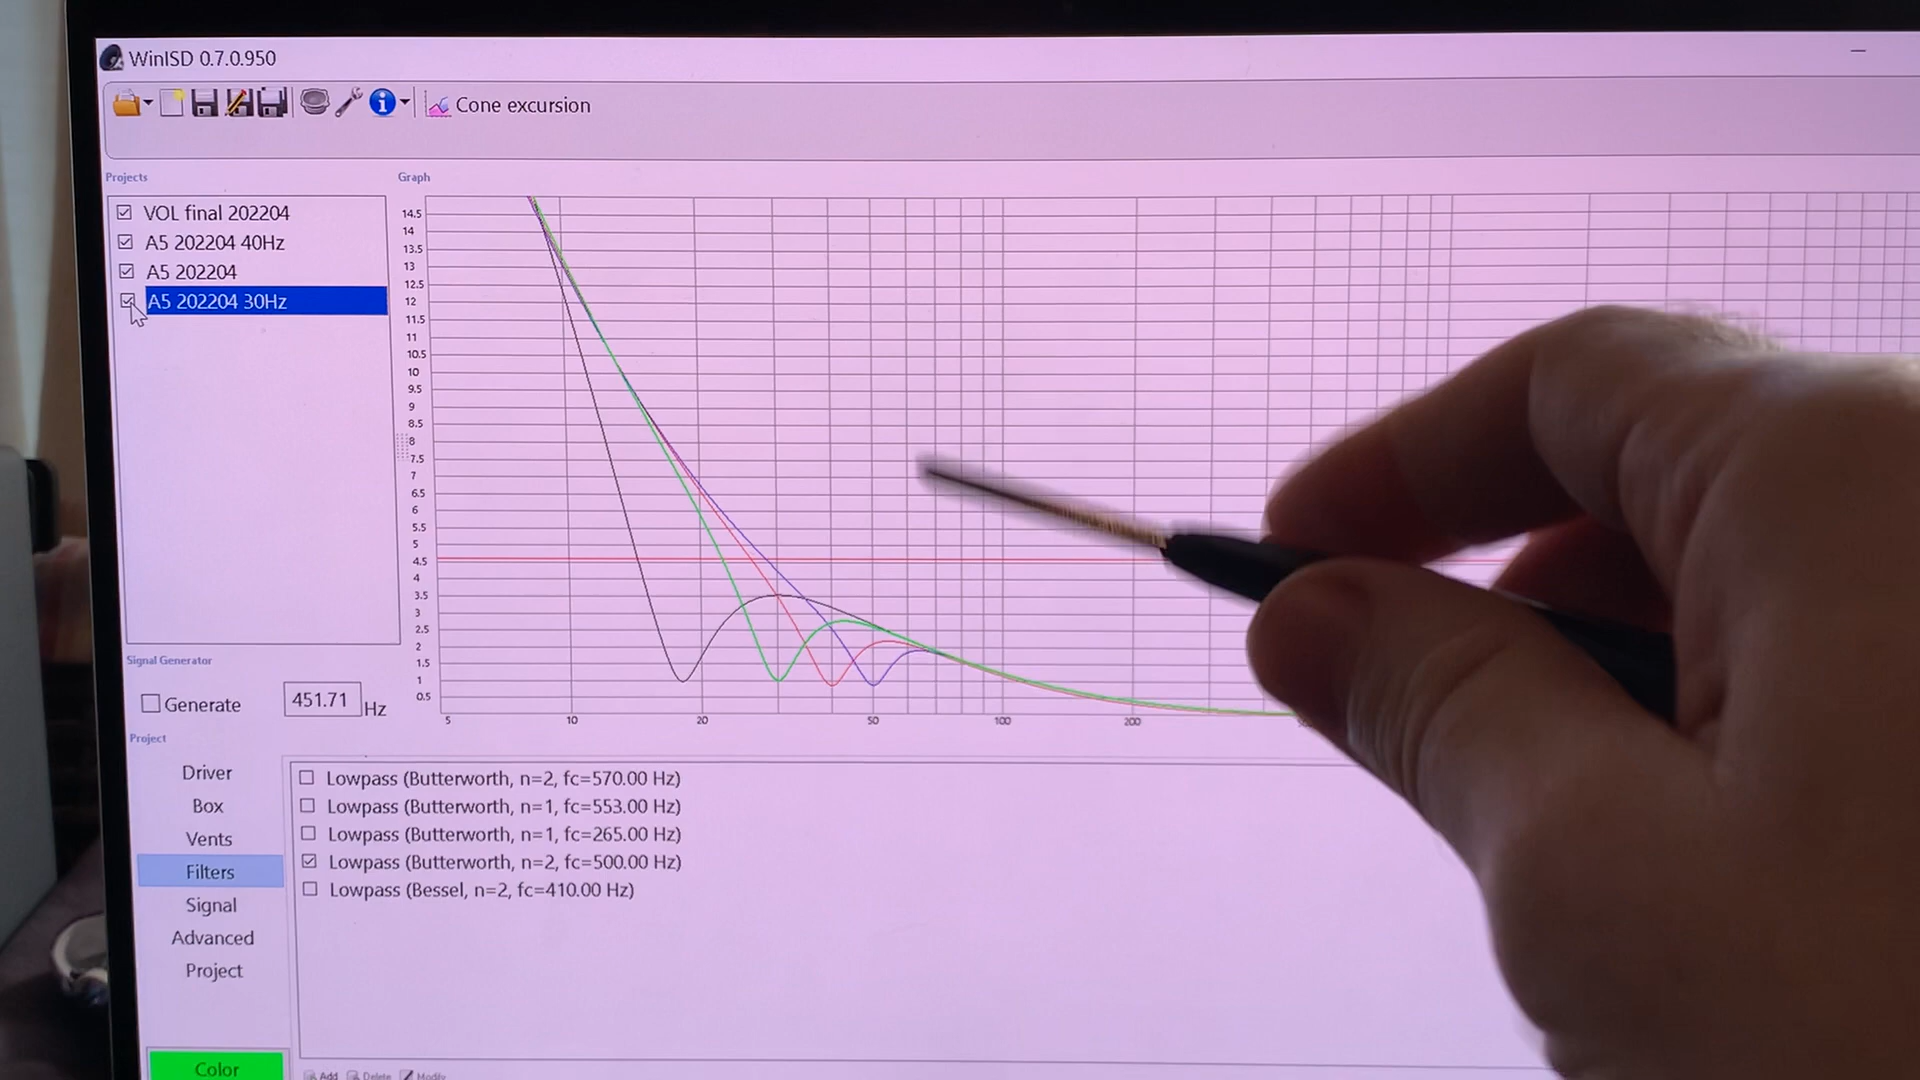 WinISD 0.7.0.950
Cone excursion
Projects
Graph
VOL final 202204
A5 202204 40Hz
A5 202204
A5 202204 30Hz
14.5
14
13.5
13
12.5
12
11.5
11
10.5
10
9.5
9
8.5
8
7.5
7
6.5
6
5.5
5
4.5
4
3.5
3
2.5
2
1.5
1
0.5
5 10 20 50 100 200
Signal Generator
Generate 451.71 Hz
Project
Driver
Box
Vents
Filters
Signal
Advanced
Project
Lowpass (Butterworth, n=2, fc=570.00 Hz)
Lowpass (Butterworth, n=1, fc=553.00 Hz)
Lowpass (Butterworth, n=1, fc=265.00 Hz)
Lowpass (Butterworth, n=2, fc=500.00 Hz)
Lowpass (Bessel, n=2, fc=410.00 Hz)
Color
Add Delete Modify